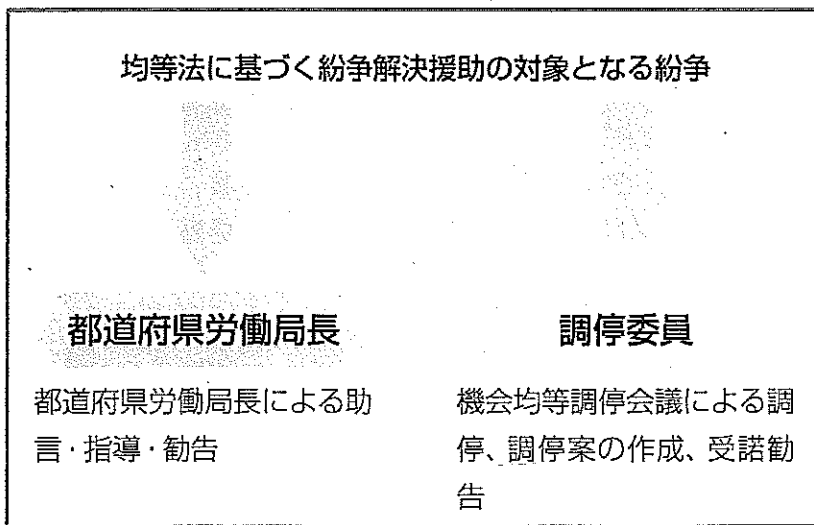 均等法に基づく紛争解決援助の対象となる紛争
都道府県労働局長
都道府県労働局長による助
言・指導・勧告
調停委員
機会均等調停会議による調
停、調停案の作成、受諾勧
告